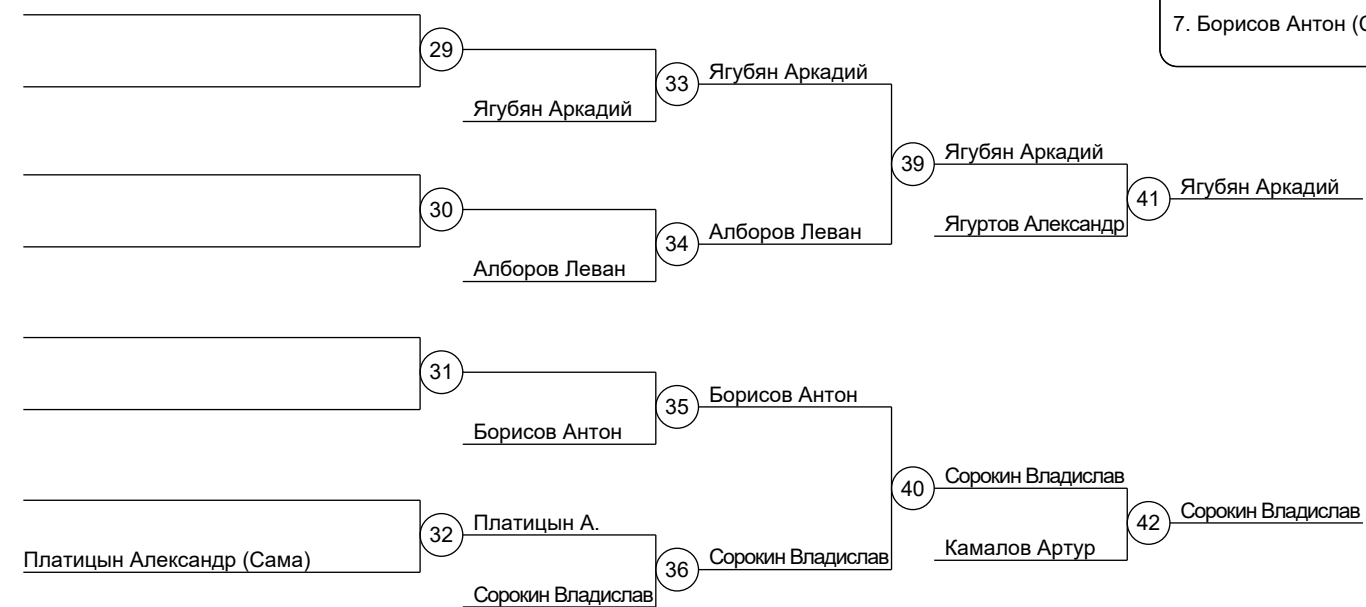 7. Борисов Антон (С
29
33
Ягубян Аркадий
Ягубян Аркадий
39
Ягубян Аркадий
41
Ягубян Аркадий
30
34
Алборов Леван
Ягуртов Александр
Алборов Леван
31
35
Борисов Антон
Борисов Антон
40
Сорокин Владислав
42
Сорокин Владислав
32
Платицын А.
Платицын Александр (Сама)
36
Сорокин Владислав
Камалов Артур
Сорокин Владислав